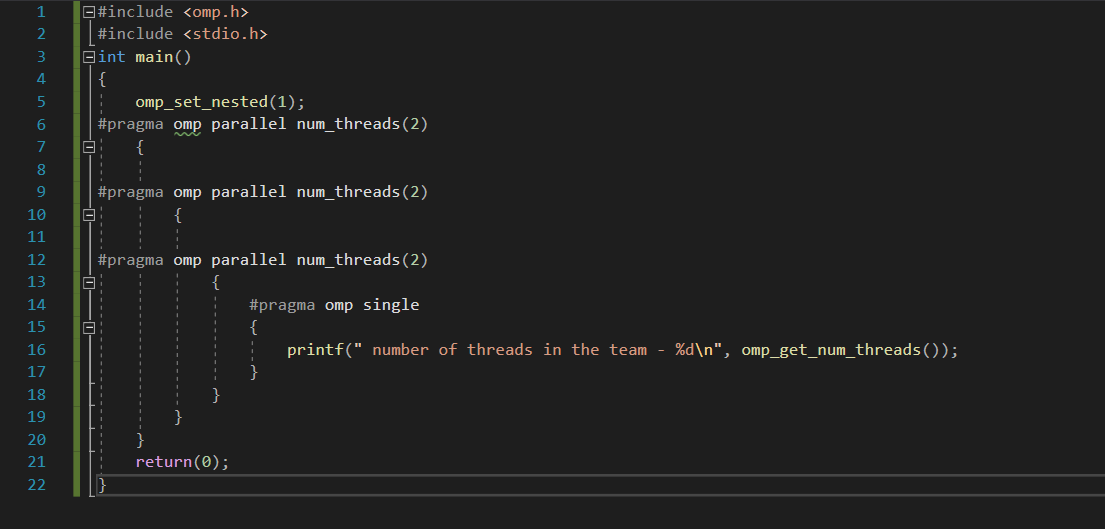 1 #include <omp.h>
2 #include <stdio.h>
3 int main()
4 {
5 omp_set_nested(1);
6 #pragma omp parallel num_threads(2)
7 {
8
9 #pragma omp parallel num_threads(2)
10 {
11
12 #pragma omp parallel num_threads(2)
13 {
14 #pragma omp single
15 {
16 printf(" number of threads in the team - %d\n", omp_get_num_threads());
17 }
18 }
19 }
20 }
21 return(0);
22 }